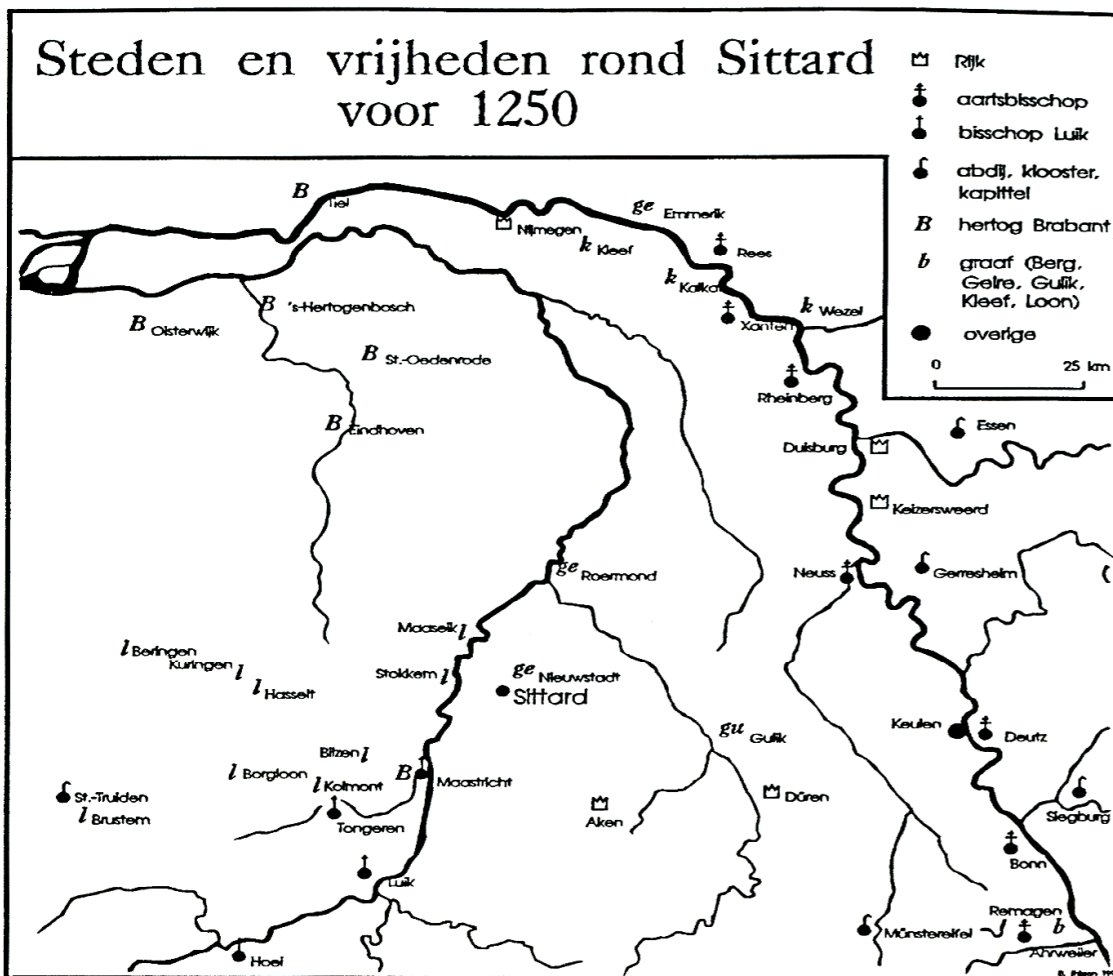 Steden en vrijheden rond Sittard
voor 1250
Rijk
aartsbisschop
bisschop Luik
abdij, klooster,
kapittel
B hertog Brabant
b graaf (Berg,
Gelre, Gulik,
Kleef, Loon)
overige
0 25 km
B Tiel
Nijmegen
ge Emmerik
k Kleef
Rees
k Kalkar
Xanten
k Wezel
B 's-Hertogenbosch
B Oisterwijk
B St.-Oedenrode
Rheinberg
B Eindhoven
Essen
Duisburg
Keizersweerd
ge Roermond
Neuss
Gerresheim
Maaseik l
l Beringen
Kuringen l
l Hasselt
Stokkem l
ge Nieuwstadt
Sittard
Keulen
Deutz
gu Gulik
Bilzen l
l Borgloon
l Kolmont
B Maastricht
St.-Truiden
l Brustem
Tongeren
Aken
Düren
Siegburg
Bonn
Luik
Remagen
b
Münstereifel
Ahrweiler
Hoei